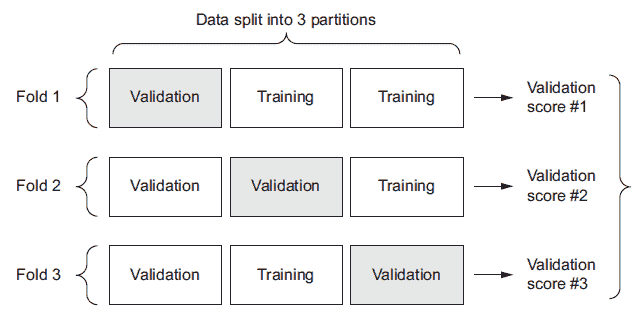 Data split into 3 partitions
Fold 1
Validation
Training
Training
Validation
score #1
Fold 2
Validation
Validation
Training
Validation
score #2
Fold 3
Validation
Training
Validation
Validation
score #3